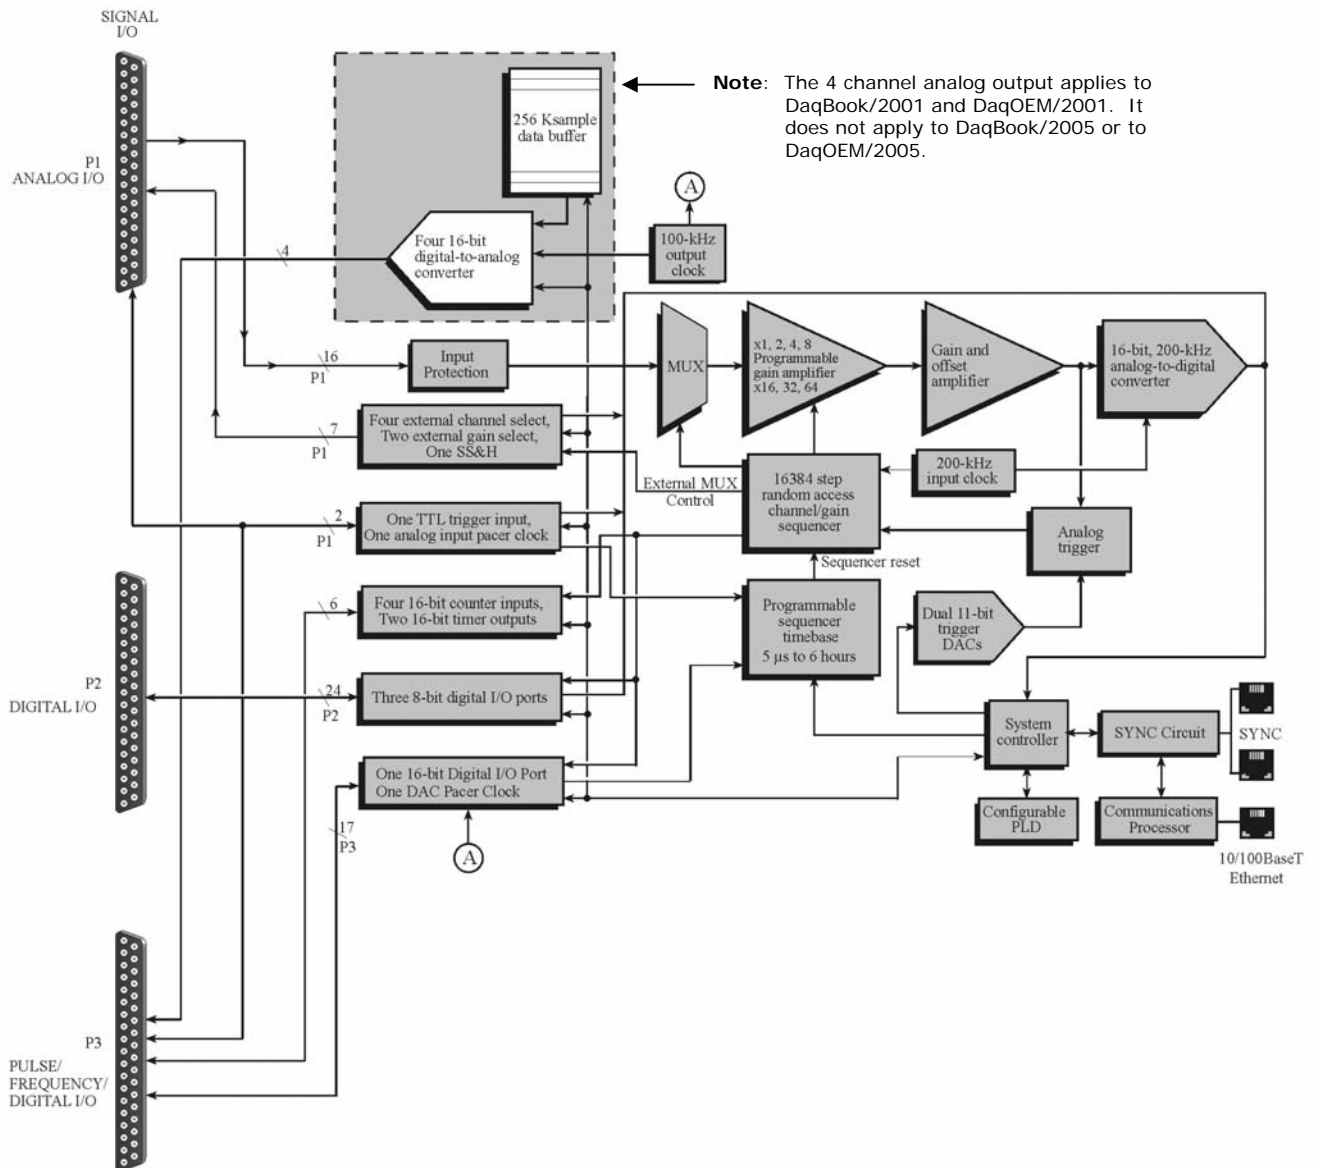 SIGNAL
I/O
P1
ANALOG I/O
256 Ksample
data buffer
Note:   The 4 channel analog output applies to
DaqBook/2001 and DaqOEM/2001.  It
does not apply to DaqBook/2005 or to
DaqOEM/2005.
A
100-kHz
output
clock
Four 16-bit
digital-to-analog
converter
4
16
P1
Input
Protection
MUX
x1, 2, 4, 8
Programmable
gain amplifier
x16, 32, 64
Gain and
offset
amplifier
16-bit, 200-kHz
analog-to-digital
converter
7
P1
Four external channel select,
Two external gain select,
One SS&H
External MUX
Control
16384 step
random access
channel/gain
sequencer
200-kHz
input clock
2
P1
One TTL trigger input,
One analog input pacer clock
Analog
trigger
Sequencer reset
6
Four 16-bit counter inputs,
Two 16-bit timer outputs
Programmable
sequencer
timebase
5 µs to 6 hours
Dual 11-bit
trigger
DACs
P2
DIGITAL I/O
24
P2
Three 8-bit digital I/O ports
System
controller
SYNC Circuit
SYNC
One 16-bit Digital I/O Port
One DAC Pacer Clock
17
P3
A
Configurable
PLD
Communications
Processor
10/100BaseT
Ethernet
P3
PULSE/
FREQUENCY/
DIGITAL I/O